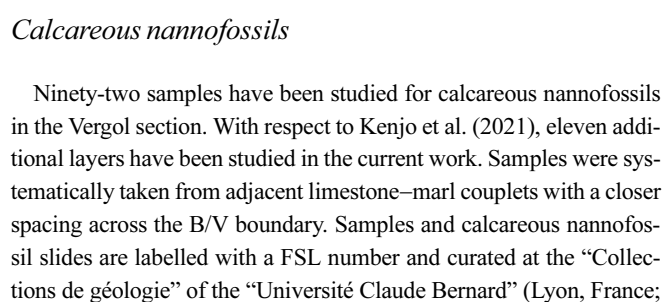 Calcareous nannofossils
Ninety-two samples have been studied for calcareous nannofossils
in the Vergol section. With respect to Kenjo et al. (2021), eleven addi-
tional layers have been studied in the current work. Samples were sys-
tematically taken from adjacent limestone–marl couplets with a closer
spacing across the B/V boundary. Samples and calcareous nannofos-
sil slides are labelled with a FSL number and curated at the “Collec-
tions de géologie” of the “Université Claude Bernard” (Lyon, France: